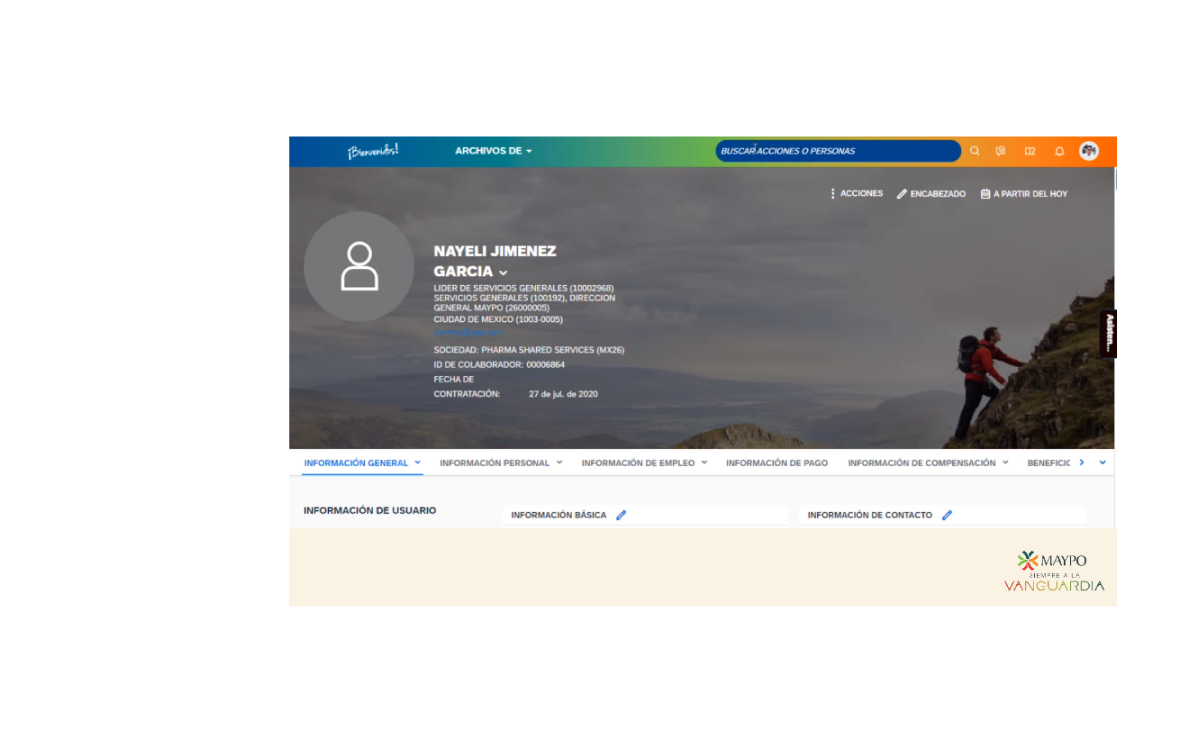 ¡Bienvenidos!
ARCHIVOS DE
BUSCAR ACCIONES O PERSONAS
ACCIONES
ENCABEZADO
A PARTIR DEL HOY
NAYELI JIMENEZ
GARCIA
LIDER DE SERVICIOS GENERALES (10002968)
SERVICIOS GENERALES (100192), DIRECCION
GENERAL MAYPO (26000005)
CIUDAD DE MEXICO (1003-0005)
SOCIEDAD: PHARMA SHARED SERVICES (MX26)
ID DE COLABORADOR: 00006864
FECHA DE
CONTRATACIÓN: 27 de jul. de 2020
Asisten...
INFORMACIÓN GENERAL
INFORMACIÓN PERSONAL
INFORMACIÓN DE EMPLEO
INFORMACIÓN DE PAGO
INFORMACIÓN DE COMPENSACIÓN
BENEFICIC
INFORMACIÓN DE USUARIO
INFORMACIÓN BÁSICA
INFORMACIÓN DE CONTACTO
MAYPO
SIEMPRE A LA
VANGUARDIA